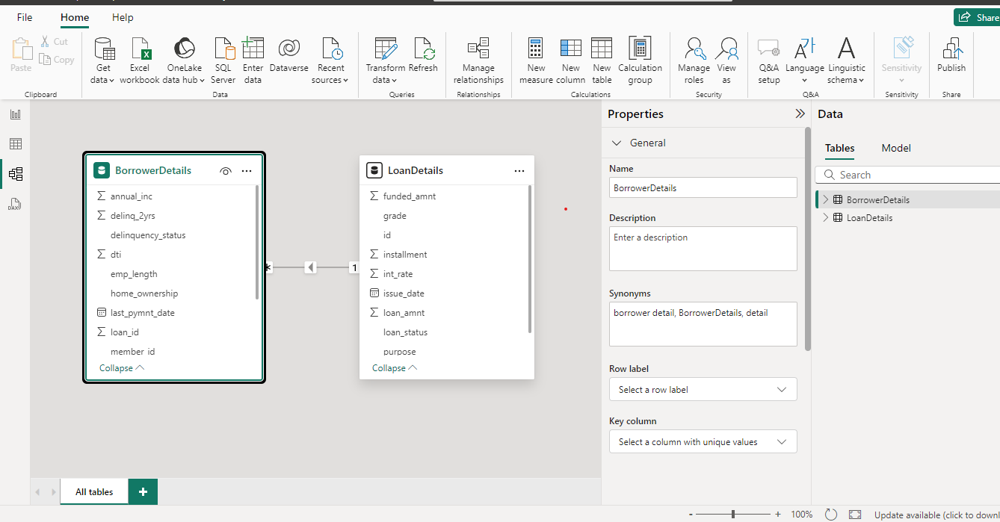 File Home Help
Share
Paste
Cut
Copy
Get data
Excel workbook
OneLake data hub
SQL Server
Enter data
Dataverse
Recent sources
Transform data
Refresh
Manage relationships
New measure
New column
New table
Calculation group
Manage roles
View as
Q&A setup
Language
Linguistic schema
Sensitivity
Publish
Clipboard
Data
Queries
Relationships
Calculations
Security
Q&A
Sensitivity
Share
DAX
BorrowerDetails
annual_inc
delinq_2yrs
delinquency_status
dti
emp_length
home_ownership
last_pymnt_date
loan_id
member_id
Collapse
*
1
LoanDetails
funded_amnt
grade
id
installment
int_rate
issue_date
loan_amnt
loan_status
purpose
Collapse
Properties
General
Name
BorrowerDetails
Description
Enter a description
Synonyms
borrower detail, BorrowerDetails, detail
Row label
Select a row label
Key column
Select a column with unique values
Data
Tables Model
Search
BorrowerDetails
LoanDetails
All tables
+
- + 100%
Update available (click to downl